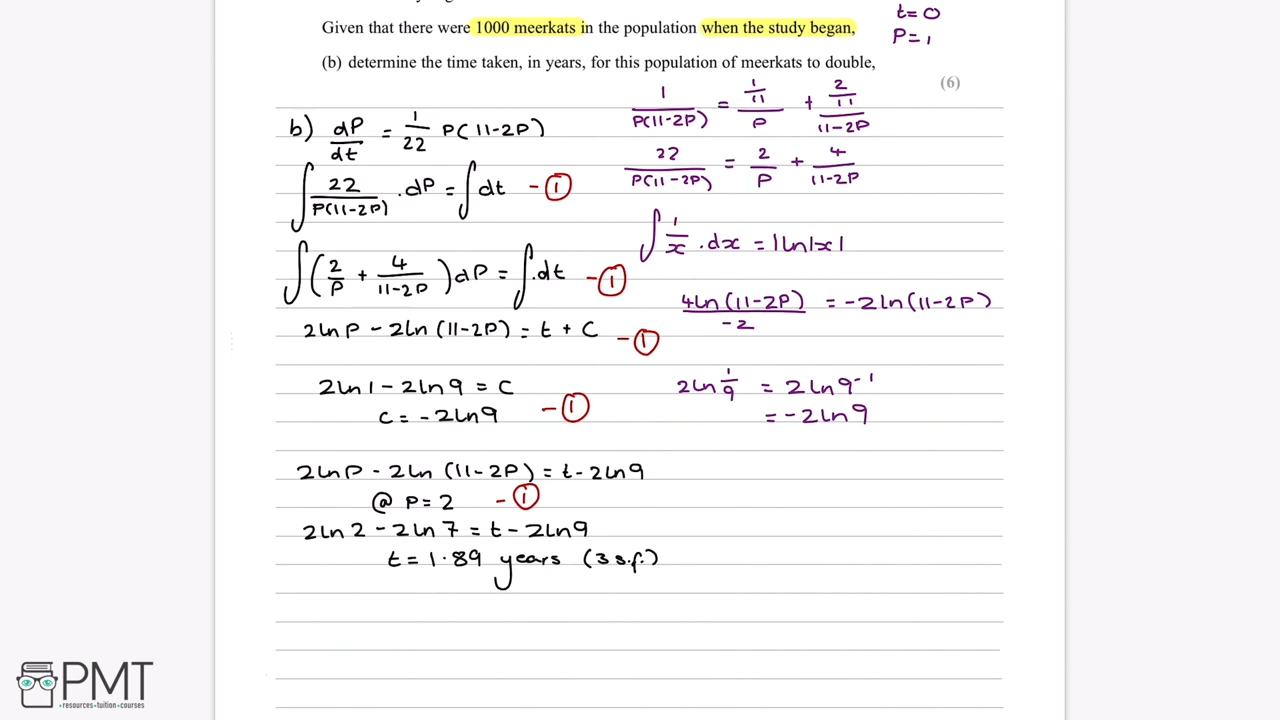 Given that there were 1000 meerkats in the population when the study began,
t=0
P=1
(b) determine the time taken, in years, for this population of meerkats to double,
(6)
b) dP/dt = 1/22 P(11-2P)
∫ 22/P(11-2P) . dP = ∫ dt - ①
∫ (2/P + 4/11-2P) dP = ∫ .dt - ①
2lnP - 2ln(11-2P) = t + C - ①
2ln1 - 2ln9 = C
C = -2ln9 - ①
2lnP - 2ln(11-2P) = t - 2ln9
@ P = 2 - ①
2ln2 - 2ln7 = t - 2ln9
t = 1.89 years (3 s.f.)
1/P(11-2P) = 1/11/P + 2/11/11-2P
22/P(11-2P) = 2/P + 4/11-2P
∫ 1/x . dx = |ln|x|
4ln(11-2P)/-2 = -2ln(11-2P)
2ln 1/9 = 2ln9⁻¹
= -2ln9
PMT
•resources•tuition•courses